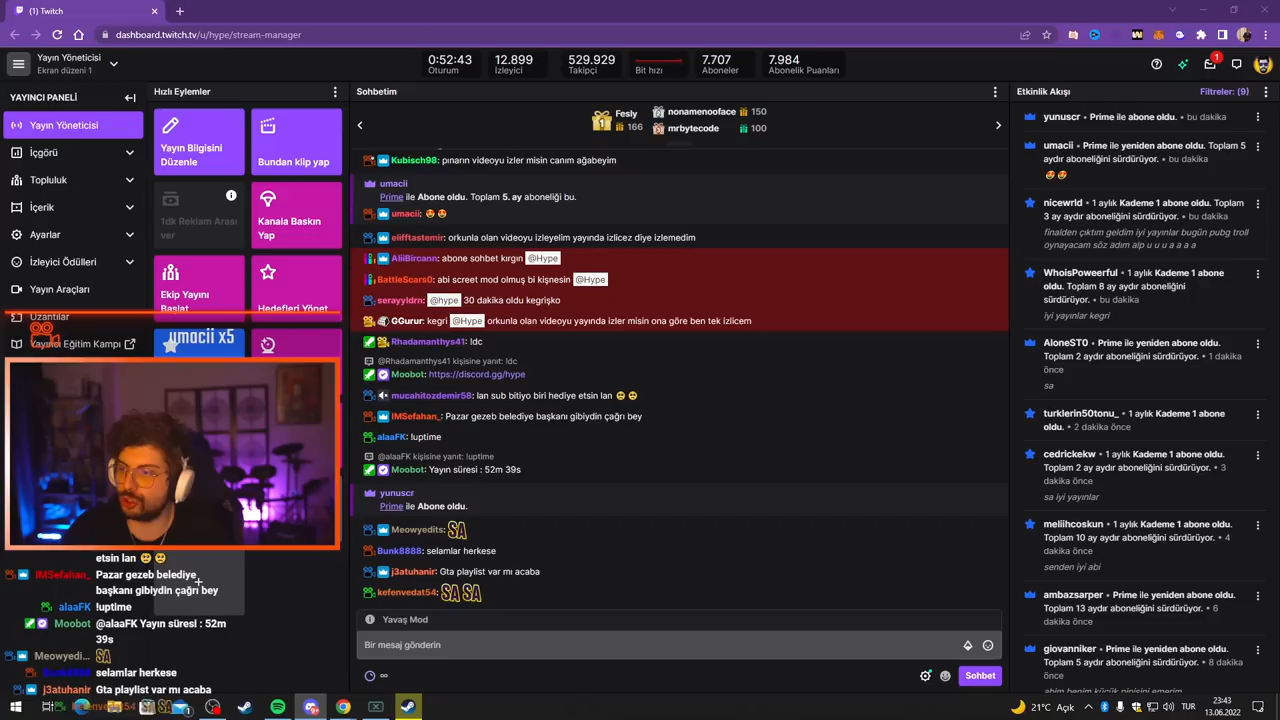 (1) Twitch
dashboard.twitch.tv/u/hype/stream-manager
Yayın Yöneticisi
Ekran düzeni 1
0:52:43
Oturum
12.899
İzleyici
529.929
Takipçi
Bit hızı
7.707
Aboneler
7.984
Abonelik Puanları
1
YAYINCI PANELİ
Yayın Yöneticisi
İçgörü
Topluluk
İçerik
Ayarlar
İzleyici Ödülleri
Yayın Araçları
Uzantılar
Yayıncı Eğitim Kampı
Hızlı Eylemler
Yayın Bilgisini
Düzenle
Bundan klip yap
1dk Reklam Arası
ver
Kanala Baskın
Yap
Ekip Yayını
Başlat
Hedefleri Yönet
umacii x5
etsin lan
IMSefahan_ Pazar gezeb belediye
başkanı gibiydin çağrı bey
alaaFK !uptime
Moobot @alaaFK Yayın süresi : 52m
39s
Meowyedi... SA
Bunk8888 selamlar herkese
j3atuhanir Gta playlist var mı acaba
kefenvedat54 SA SA
Sohbetim
Fesly
166
nonamenooface 150
mrbytecode 100
Kubisch98: pınarın videoyu izler misin canım ağabeyim
umacii
Prime ile Abone oldu. Toplam 5. ay aboneliği bu.
umacii:
elifftastemir: orkunla olan videoyu izleyelim yayında izlicez diye izlemedim
AliiBircann: abone sohbet kırgın @Hype
BattleScars0: abi screet mod olmuş bi kişnesin @Hype
serayyldrn: @hype 30 dakika oldu kegrişko
GGurur: kegri @Hype orkunla olan videoyu yayında izler misin ona göre ben tek izlicem
Rhadamanthys41: !dc
@Rhadamanthys41 kişisine yanıt: !dc
Moobot: https://discord.gg/hype
mucahitozdemir58: lan sub bitiyo biri hediye etsin lan
IMSefahan_: Pazar gezeb belediye başkanı gibiydin çağrı bey
alaaFK: !uptime
@alaaFK kişisine yanıt: !uptime
Moobot: Yayın süresi : 52m 39s
yunuscr
Prime ile Abone oldu.
Meowyedits: SA
Bunk8888: selamlar herkese
j3atuhanir: Gta playlist var mı acaba
kefenvedat54: SA SA
Yavaş Mod
Bir mesaj gönderin
∞
Sohbet
Etkinlik Akışı
Filtreler: (9)
yunuscr • Prime ile abone oldu. • bu dakika
umacii • Prime ile yeniden abone oldu. Toplam 5
aydır aboneliğini sürdürüyor. • bu dakika
nicewrld • 1 aylık Kademe 1 abone oldu. Toplam
3 ay aydır aboneliğini sürdürüyor. • bu dakika
finalden çıktım geldim iyi yayınlar bugün pubg troll
oynayacam söz adım alp u u u a a a a
WhoisPoweerful • 1 aylık Kademe 1 abone
oldu. Toplam 8 ay aydır aboneliğini
sürdürüyor. • bu dakika
iyi yayınlar kegri
AloneST0 • Prime ile yeniden abone oldu.
Toplam 2 aydır aboneliğini sürdürüyor. • 1 dakika
önce
sa
turklerin50tonu_ • 1 aylık Kademe 1 abone
oldu. • 2 dakika önce
cedrickekw • 1 aylık Kademe 1 abone oldu.
Toplam 2 ay aydır aboneliğini sürdürüyor. • 3
dakika önce
sa iyi yayınlar
meliihcoskun • 1 aylık Kademe 1 abone oldu.
Toplam 10 ay aydır aboneliğini sürdürüyor. • 4
dakika önce
senden iyi abi
ambazsarper • Prime ile yeniden abone oldu.
Toplam 13 aydır aboneliğini sürdürüyor. • 6
dakika önce
giovanniker • Prime ile yeniden abone oldu.
Toplam 5 aydır aboneliğini sürdürüyor. • 8 dakika
önce
21°C Açık
TUR
23:43
13.06.2022